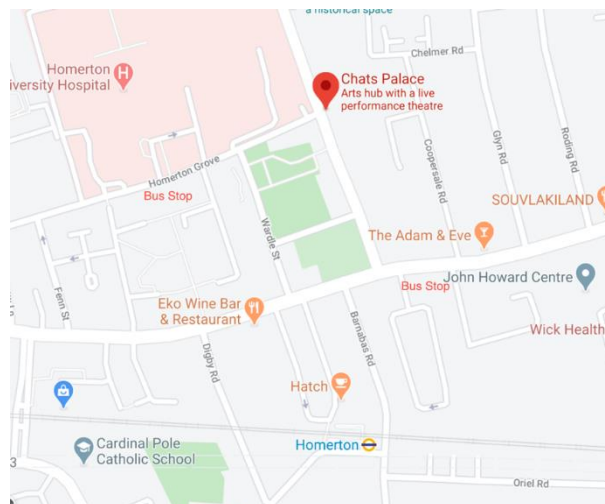 a historical space
Chelmer Rd
Homerton
iversity Hospital
H
Chats Palace
Arts hub with a live
performance theatre
Glyn Rd
Roding Rd
Coopersale Rd
Homerton Grove
Bus Stop
SOUVLAKILAND
Wardle St
The Adam & Eve
Fenn St
John Howard Centre
Bus Stop
Eko Wine Bar
& Restaurant
Barnabas Rd
Wick Health
Digby Rd
Hatch
Cardinal Pole
Catholic School
Homerton
3
Oriel Rd